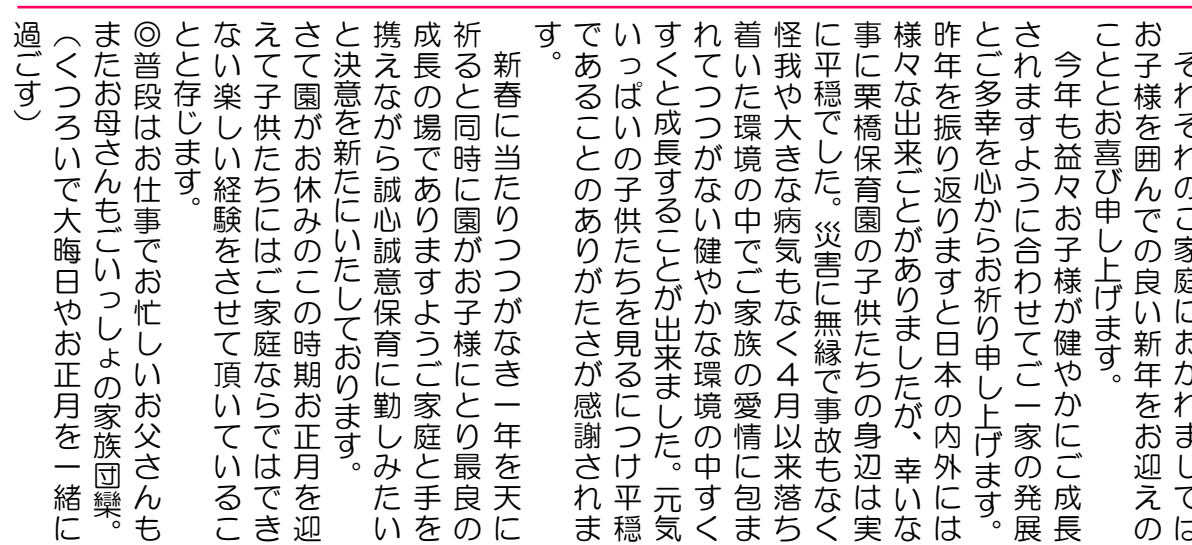 それぞれのご家庭におかれましては
お子様を囲んでの良い新年をお迎えの
こととお喜び申し上げます。
今年も益々お子様が健やかにご成長
されますように合わせてご一家の発展
とご多幸を心からお祈り申し上げます。
昨年を振り返りますと日本の内外には
様々な出来ごとがありましたが、幸いな
事に栗橋保育園の子供たちの身辺は実
に平穏でした。災害に無縁で事故もなく
怪我や大きな病気もなく４月以来落ち
着いた環境の中でご家族の愛情に包ま
れてつつがない健やかな環境の中すく
すくと成長することが出来ました。元気
いっぱいの子供たちを見るにつけ平穏
であることのありがたさが感謝されま
す。
新春に当たりつつがなき一年を天に
祈ると同時に園がお子様にとり最良の
成長の場でありますようご家庭と手を
携えながら誠心誠意保育に勤しみたい
と決意を新たにいたしております。
さて園がお休みのこの時期お正月を迎
えて子供たちにはご家庭ならではでき
ない楽しい経験をさせて頂いているこ
とと存じます。
◎普段はお仕事でお忙しいお父さんも
またお母さんもごいっしょの家族団欒。
（くつろいで大晦日やお正月を一緒に
過ごす）